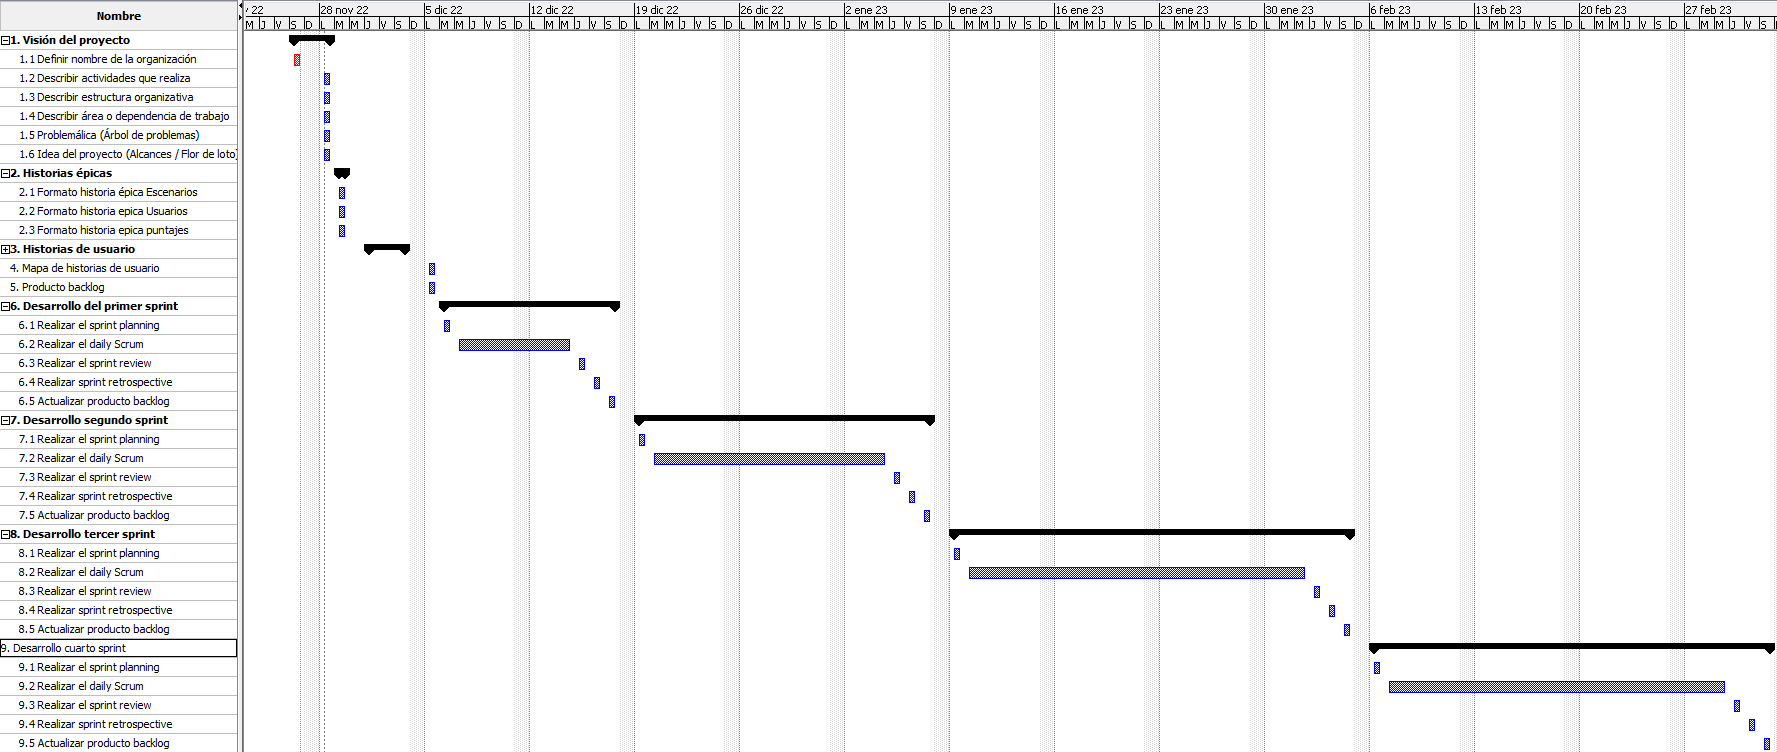 Nombre
22 28 nov 22 5 dic 22 12 dic 22 19 dic 22 26 dic 22 2 ene 23 9 ene 23 16 ene 23 23 ene 23 30 ene 23 6 feb 23 13 feb 23 20 feb 23 27 feb 23
M J V S D L M M J V S D L M M J V S D L M M J V S D L M M J V S D L M M J V S D L M M J V S D L M M J V S D L M M J V S D L M M J V S D L M M J V S D L M M J V S D L M M J V S D L M M J V S D L M M J V S D
1. Visión del proyecto
1.1 Definir nombre de la organización
1.2 Describir actividades que realiza
1.3 Describir estructura organizativa
1.4 Describir área o dependencia de trabajo
1.5 Problemálica (Árbol de problemas)
1.6 Idea del proyecto (Alcances / Flor de loto)
2. Historias épicas
2.1 Formato historia épica Escenarios
2.2 Formato historia epica Usuarios
2.3 Formato historia epica puntajes
3. Historias de usuario
4. Mapa de historias de usuario
5. Producto backlog
6. Desarrollo del primer sprint
6.1 Realizar el sprint planning
6.2 Realizar el daily Scrum
6.3 Realizar el sprint review
6.4 Realizar sprint retrospective
6.5 Actualizar producto backlog
7. Desarrollo segundo sprint
7.1 Realizar el sprint planning
7.2 Realizar el daily Scrum
7.3 Realizar el sprint review
7.4 Realizar sprint retrospective
7.5 Actualizar producto backlog
8. Desarrollo tercer sprint
8.1 Realizar el sprint planning
8.2 Realizar el daily Scrum
8.3 Realizar el sprint review
8.4 Realizar sprint retrospective
8.5 Actualizar producto backlog
9. Desarrollo cuarto sprint
9.1 Realizar el sprint planning
9.2 Realizar el daily Scrum
9.3 Realizar el sprint review
9.4 Realizar sprint retrospective
9.5 Actualizar producto backlog